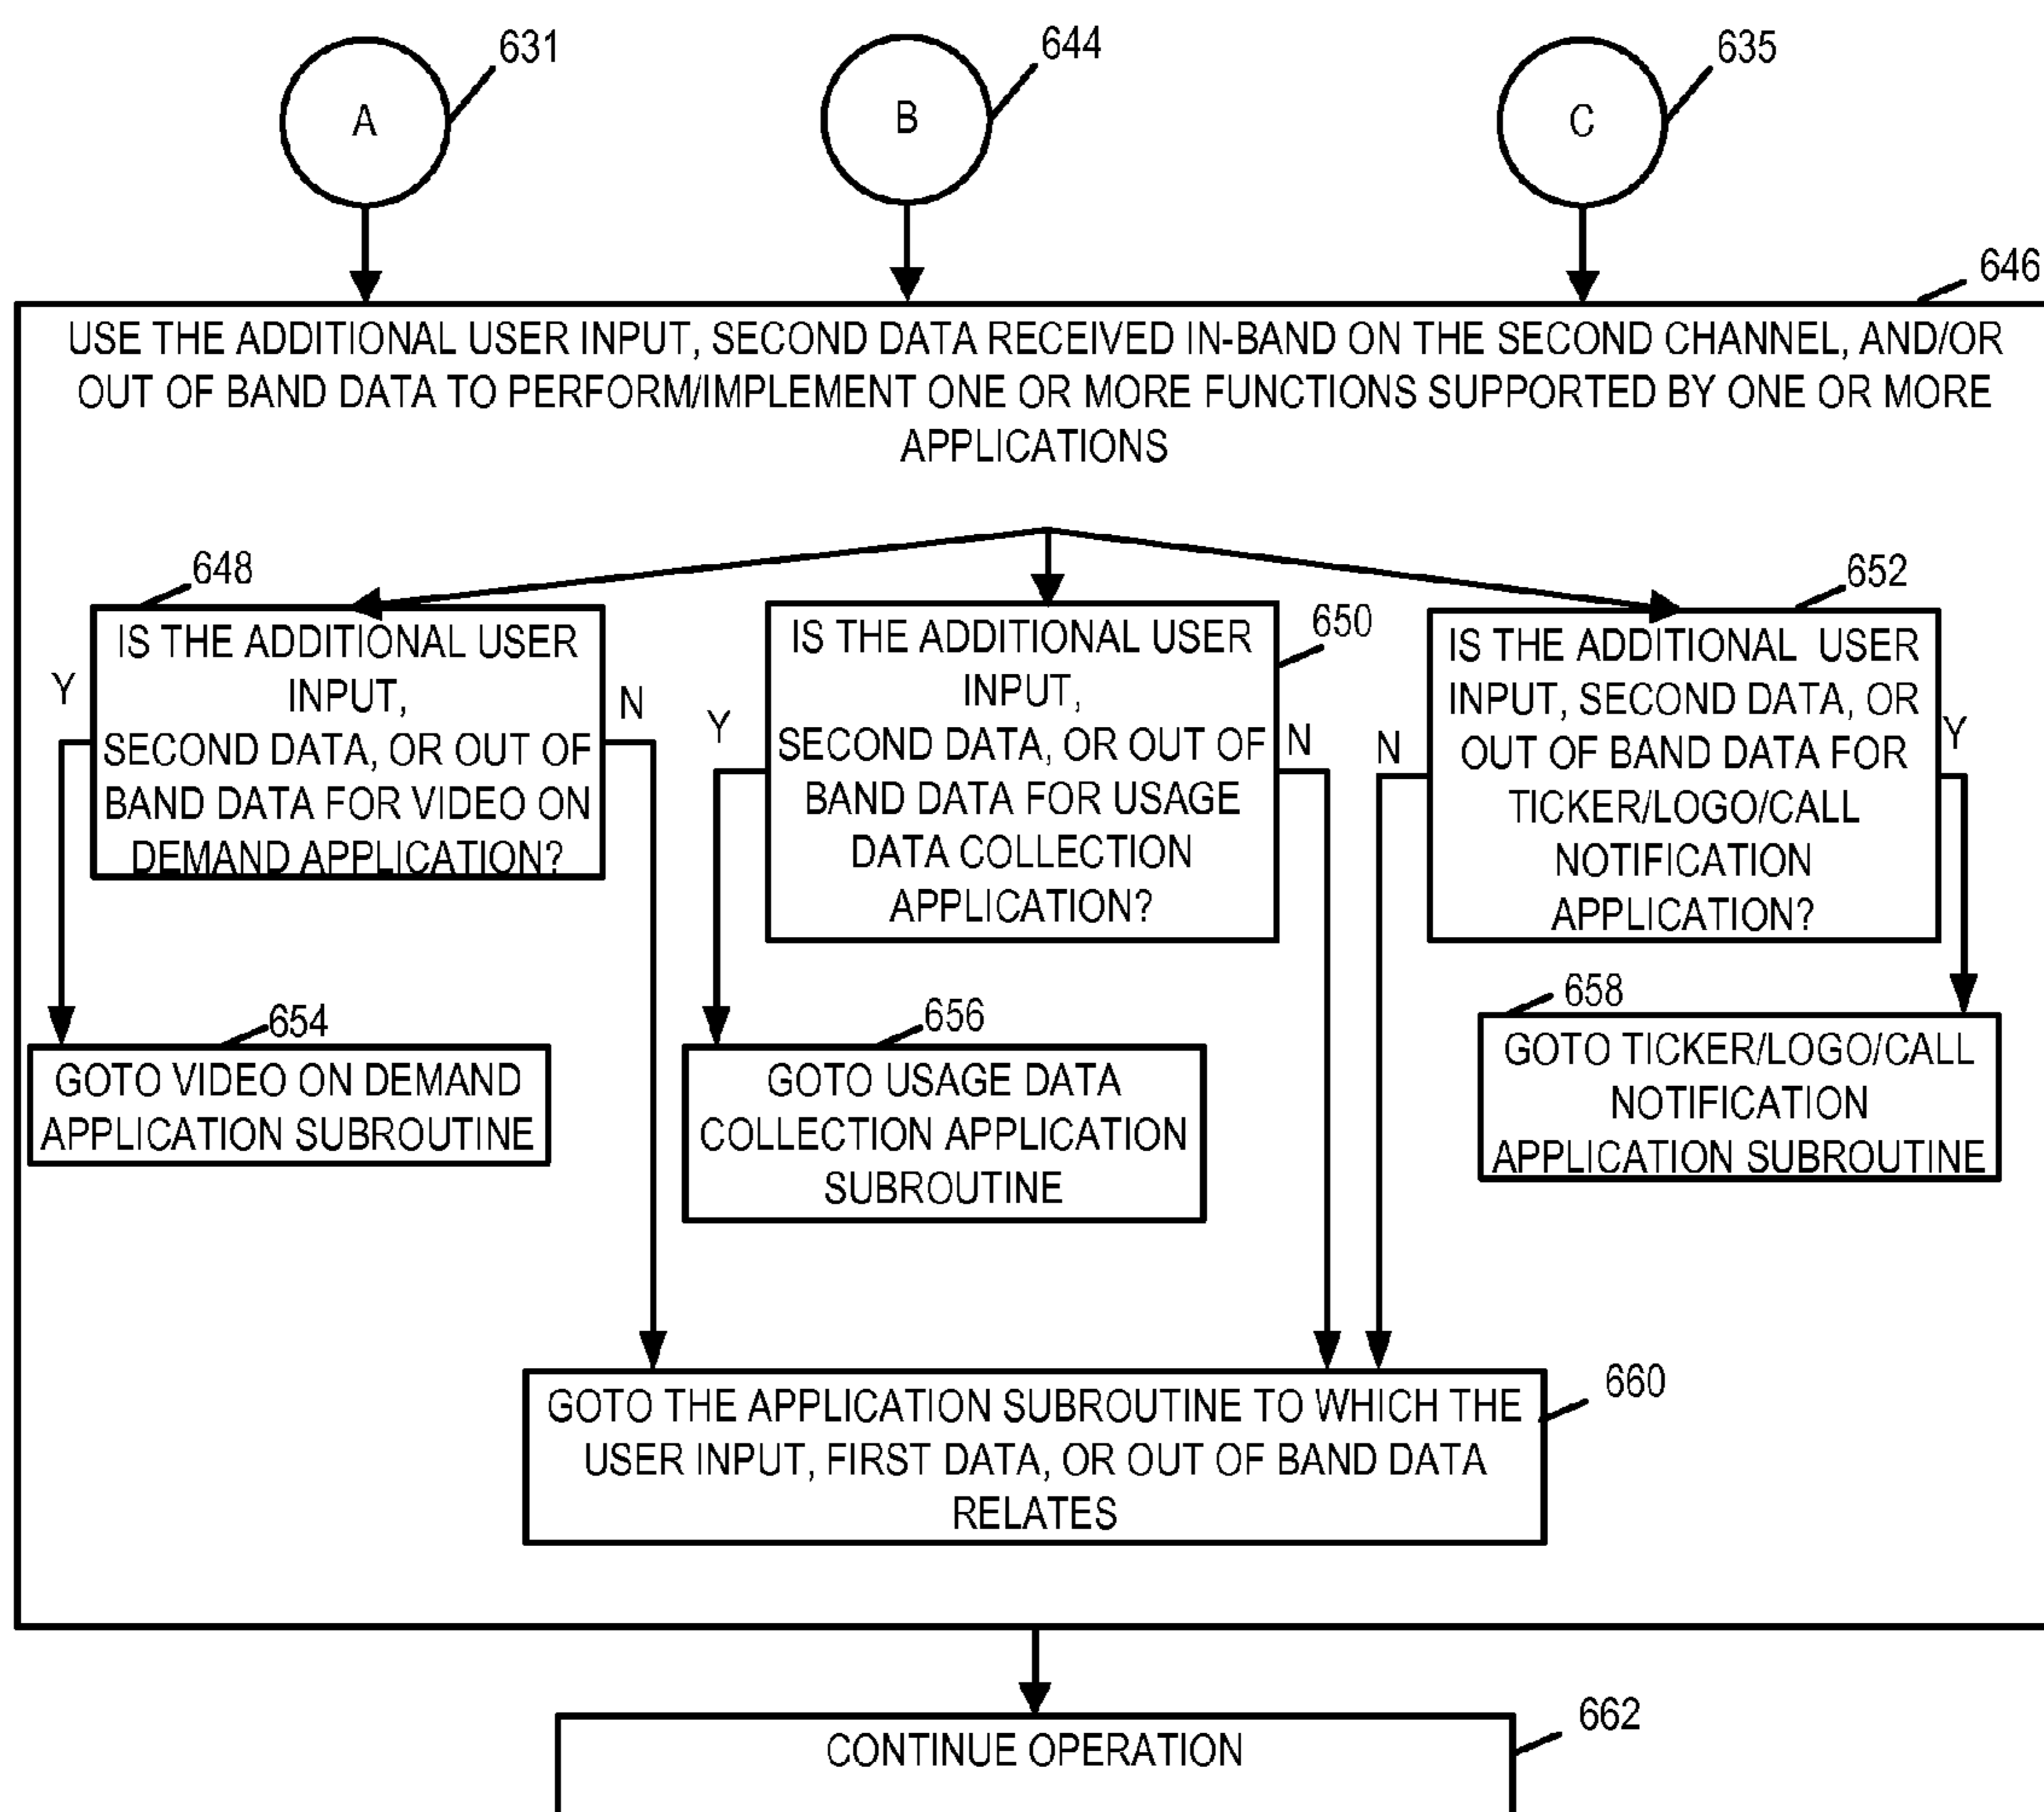 631
644
635
A
B
C
646
USE THE ADDITIONAL USER INPUT, SECOND DATA RECEIVED IN-BAND ON THE SECOND CHANNEL, AND/OR
OUT OF BAND DATA TO PERFORM/IMPLEMENT ONE OR MORE FUNCTIONS SUPPORTED BY ONE OR MORE
APPLICATIONS
648
IS THE ADDITIONAL USER
INPUT,
SECOND DATA, OR OUT OF
BAND DATA FOR VIDEO ON
DEMAND APPLICATION?
Y
N
650
IS THE ADDITIONAL USER
INPUT,
SECOND DATA, OR OUT OF
BAND DATA FOR USAGE
DATA COLLECTION
APPLICATION?
Y
N
652
IS THE ADDITIONAL USER
INPUT, SECOND DATA, OR
OUT OF BAND DATA FOR
TICKER/LOGO/CALL
NOTIFICATION
APPLICATION?
N
Y
654
GOTO VIDEO ON DEMAND
APPLICATION SUBROUTINE
656
GOTO USAGE DATA
COLLECTION APPLICATION
SUBROUTINE
658
GOTO TICKER/LOGO/CALL
NOTIFICATION
APPLICATION SUBROUTINE
660
GOTO THE APPLICATION SUBROUTINE TO WHICH THE
USER INPUT, FIRST DATA, OR OUT OF BAND DATA
RELATES
662
CONTINUE OPERATION